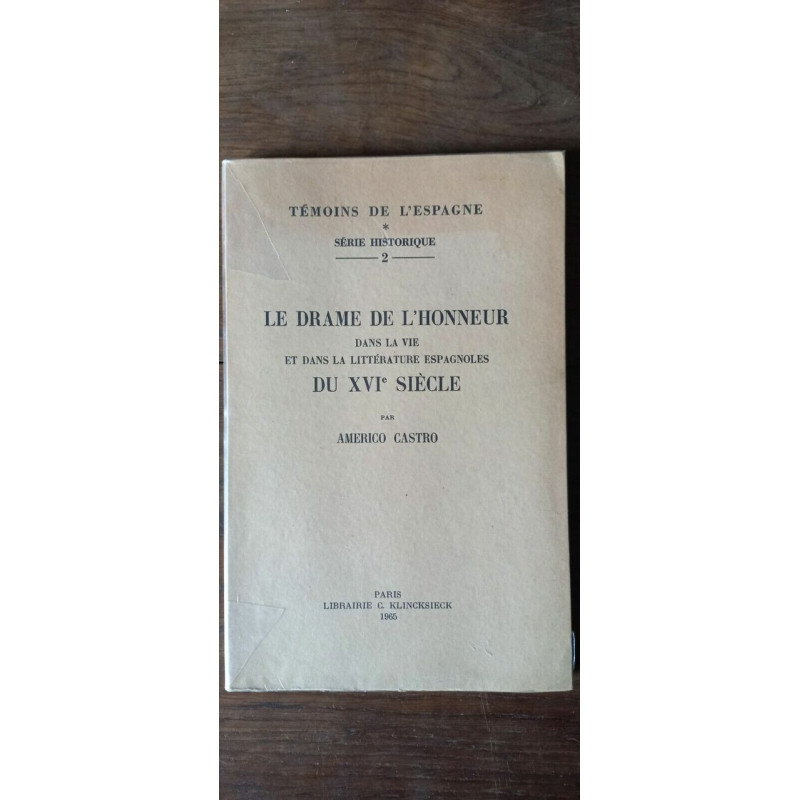 TÉMOINS DE L'ESPAGNE
*
SÉRIE HISTORIQUE
2
LE DRAME DE L'HONNEUR
DANS LA VIE
ET DANS LA LITTÉRATURE ESPAGNOLES
DU XVIe SIÈCLE
PAR
AMERICO CASTRO
PARIS
LIBRAIRIE C. KLINCKSIECK
1965